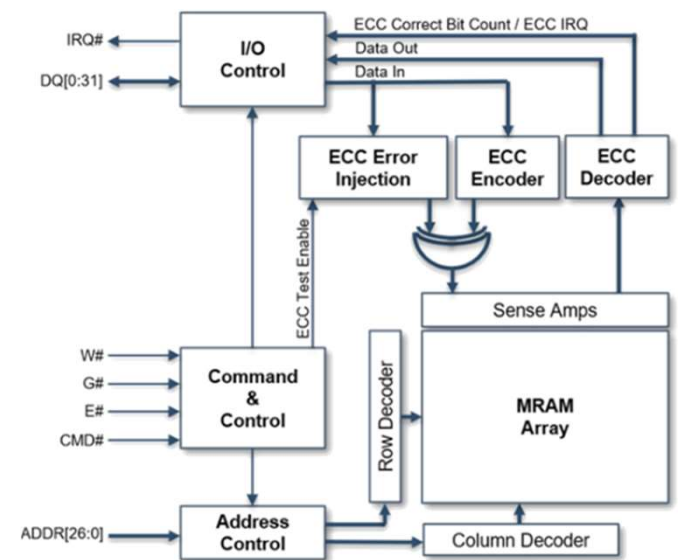 ECC Correct Bit Count / ECC IRQ
IRQ#
I/O
Control
Data Out
DQ[0:31]
Data In
ECC Error
Injection
ECC
Encoder
ECC
Decoder
ECC Test Enable
Sense Amps
W#
G#
E#
CMD#
Command
&
Control
Row Decoder
MRAM
Array
ADDR[26:0]
Address
Control
Column Decoder